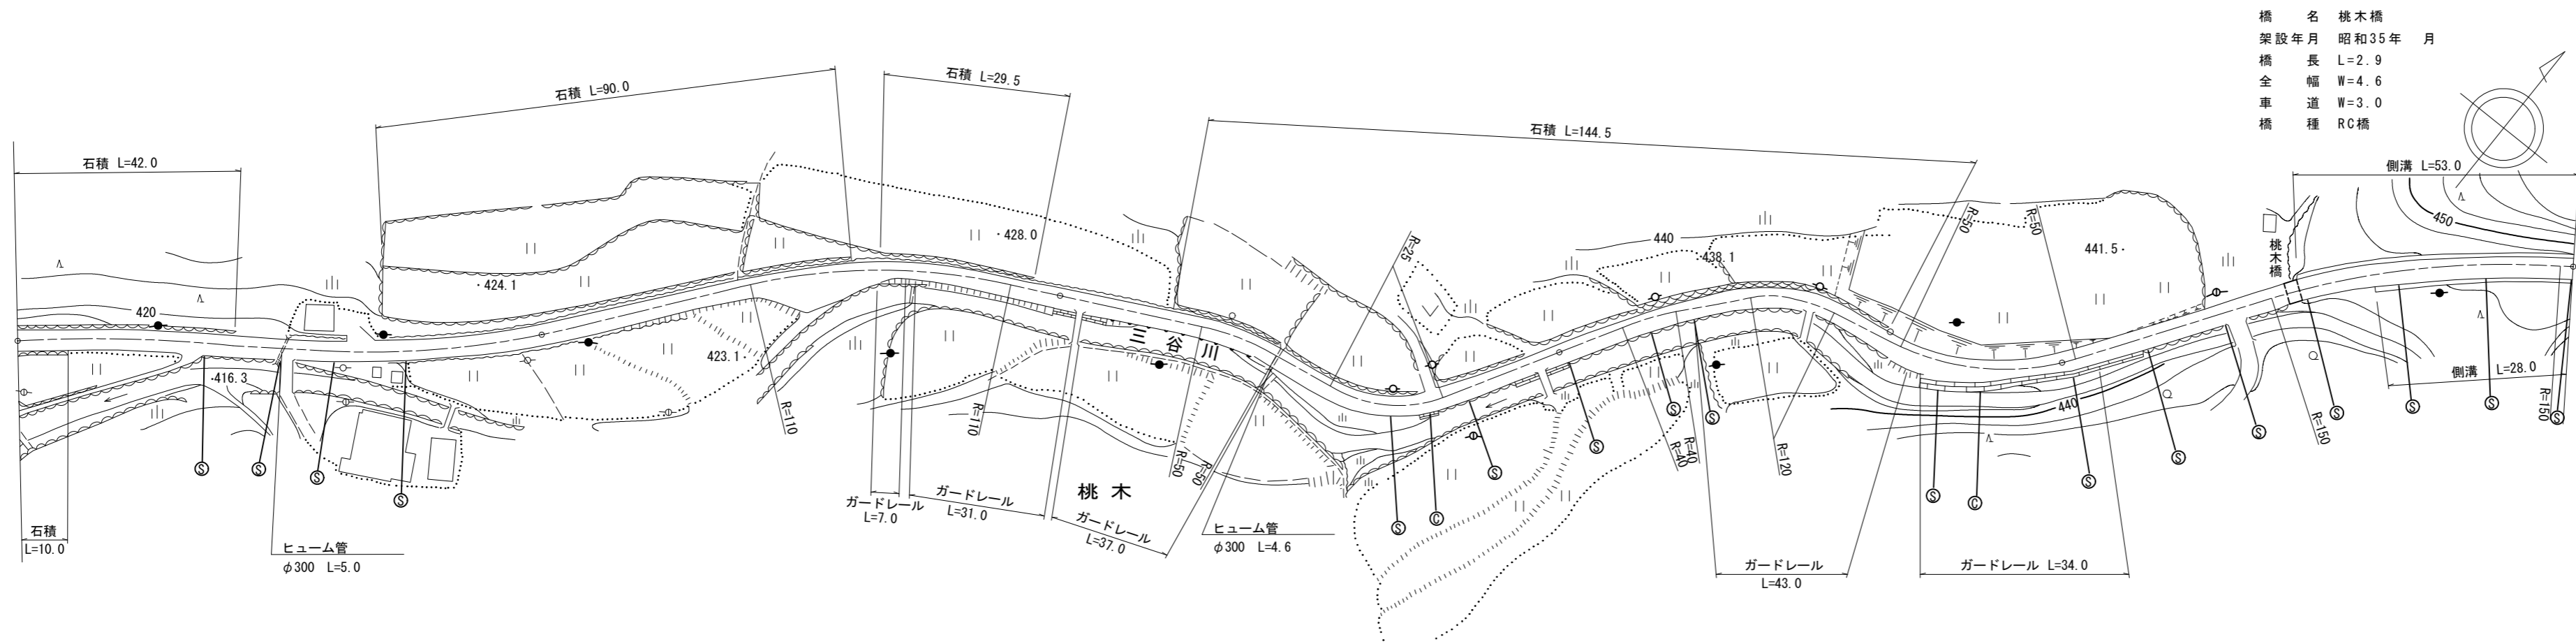 橋 名 桃木橋
架設年月 昭和35年 月
橋 長 L=2.9
全 幅 W=4.6
車 道 W=3.0
橋 種 RC橋
石積 L=42.0
石積 L=90.0
石積 L=29.5
石積 L=144.5
側溝 L=53.0
420
424.1
428.0
R=25
440
438.1
R=50
R=50
441.5
桃木橋
450
416.3
423.1
R=110
R=110
三谷川
R=50
R=50
R=40
R=40
R=120
440
R=150
側溝 L=28.0
R=150
石積
L=10.0
ヒューム管
φ300 L=5.0
ガードレール
L=7.0
ガードレール
L=31.0
桃木
ガードレール
L=37.0
ヒューム管
φ300 L=4.6
ガードレール
L=43.0
ガードレール L=34.0
S
S
S
S
S
C
S
S
S
S
S
C
S
S
S
S
S
S
S